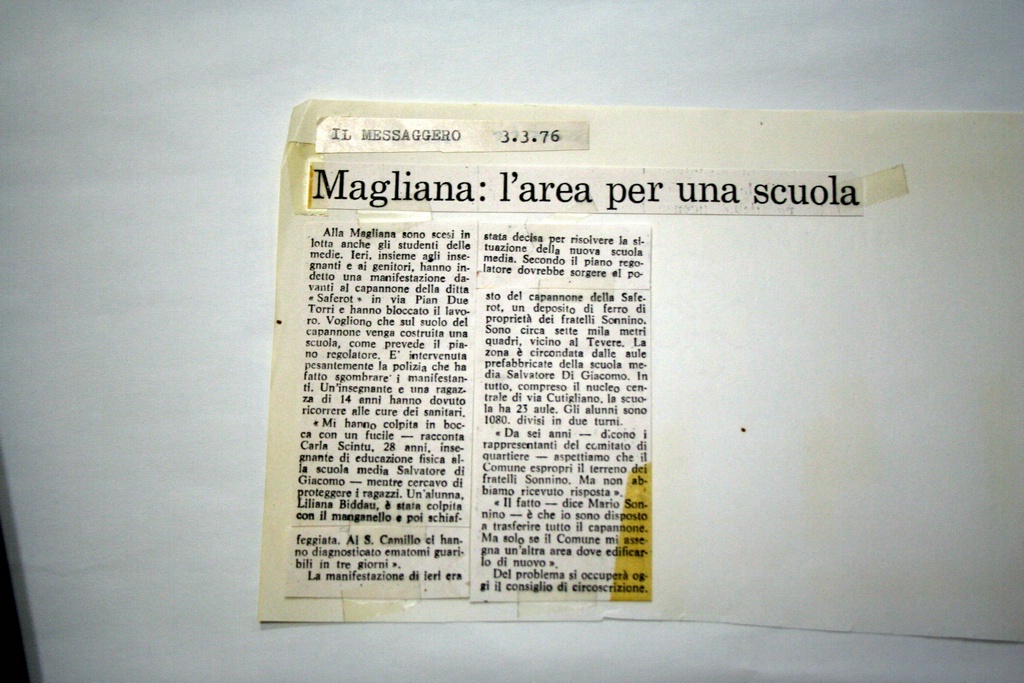 IL MESSAGGERO 3.3.76
Magliana: l'area per una scuola
Alla Magliana sono scesi in
lotta anche gli studenti delle
medie. Ieri, insieme agli inse-
gnanti e ai genitori, hanno in-
detto una manifestazione da-
vanti al capannone della ditta
« Saferot » in via Pian Due
Torri e hanno bloccato il lavo-
ro. Vogliono che sul suolo del
capannone venga costruita una
scuola, come prevede il pia-
no regolatore. E' intervenuta
pesantemente la polizia che ha
fatto sgombrare i manifestan-
ti. Un'insegnante e una ragaz-
za di 14 anni hanno dovuto
ricorrere alle cure dei sanitari.
« Mi hanno colpita in boc-
ca con un fucile — racconta
Carla Scintu, 28 anni, inse-
gnante di educazione fisica al-
la scuola media Salvatore di
Giacomo — mentre cercavo di
proteggere i ragazzi. Un'alunna,
Liliana Biddau, è stata colpita
con il manganello e poi schiaf-
feggiata. Al S. Camillo ci han-
no diagnosticato ematomi guari-
bili in tre giorni ».
La manifestazione di ieri era
stata decisa per risolvere la si-
tuazione della nuova scuola
media. Secondo il piano rego-
latore dovrebbe sorgere al po-
sto del capannone della Safe-
rot, un deposito di ferro di
proprietà dei fratelli Sonnino.
Sono circa sette mila metri
quadri, vicino al Tevere. La
zona è circondata dalle aule
prefabbricate della scuola me-
dia Salvatore Di Giacomo. In
tutto, compreso il nucleo cen-
trale di via Cutigliano, la scuo-
la ha 23 aule. Gli alunni sono
1080, divisi in due turni.
« Da sei anni — dicono i
rappresentanti del comitato di
quartiere — aspettiamo che il
Comune espropri il terreno dei
fratelli Sonnino. Ma non ab-
biamo ricevuto risposta ».
« Il fatto — dice Mario Son-
nino — è che io sono disposto
a trasferire tutto il capannone.
Ma solo se il Comune mi asse-
gna un'altra area dove edificar-
lo di nuovo ».
Del problema si occuperà og-
gi il consiglio di circoscrizione.